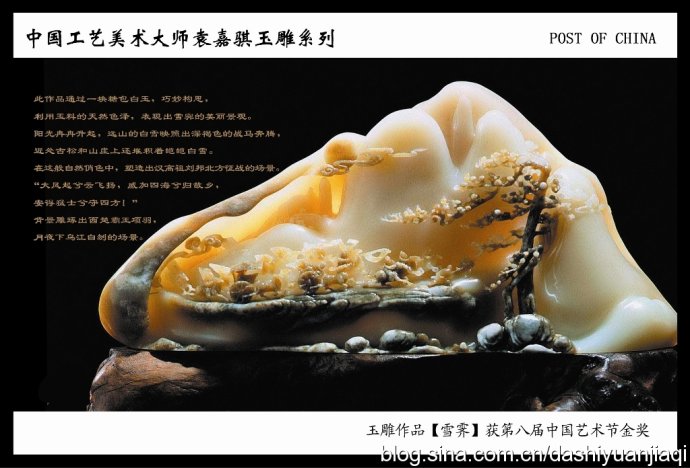 中国工艺美术大师袁嘉骐玉雕系列
POST OF CHINA
此作品通过一块糖包白玉，巧妙构思，
利用玉料的天然色泽，表现出雪霁的美丽景观。
阳光冉冉升起，远山的白雪映照出深褐色的战马奔腾，
近处古松和山崖上还堆积着皑皑白雪。
在这般自然俏色中，塑造出汉高祖刘邦北方征战的场景。
“大风起兮云飞扬，威加四海兮归故乡，
安得猛士兮守四方！”
背景雕琢出西楚霸王项羽，
月夜下乌江自刎的场景。
玉雕作品【雪霁】获第八届中国艺术节金奖
blog.sina.com.cn/dashiyuanjiaqi